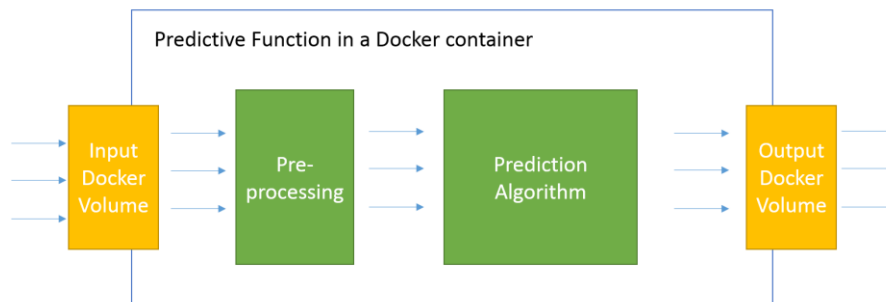 Predictive Function in a Docker container
Input
Docker
Volume
Pre-
processing
Prediction
Algorithm
Output
Docker
Volume